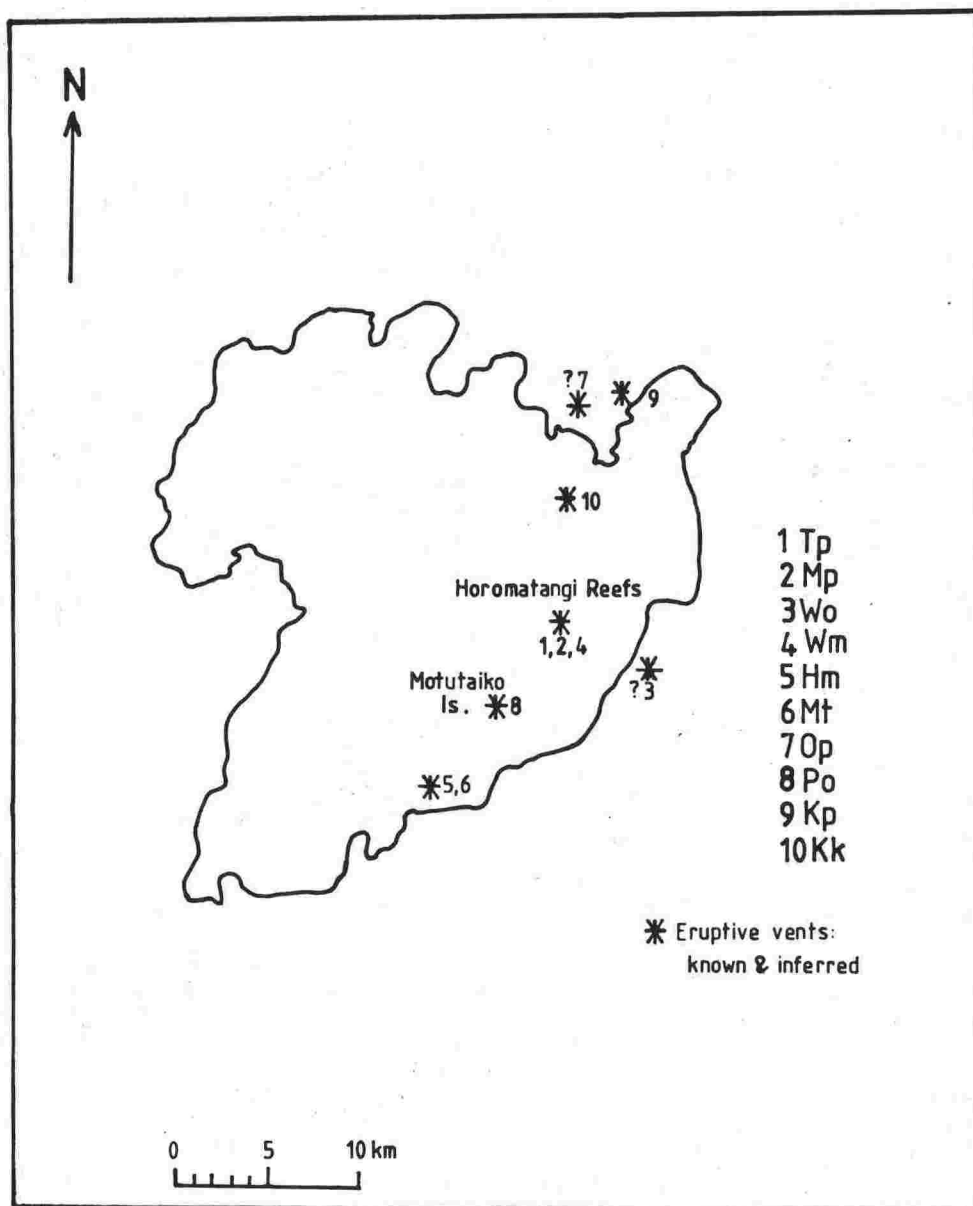 N
?7
9
10
Horomatangi Reefs
1,2,4
?3
Motutaiko
Is.
8
5,6
1 Tp
2 Mp
3 Wo
4 Wm
5 Hm
6 Mt
7 Op
8 Po
9 Kp
10 Kk
Eruptive vents:
known & inferred
0 5 10 km